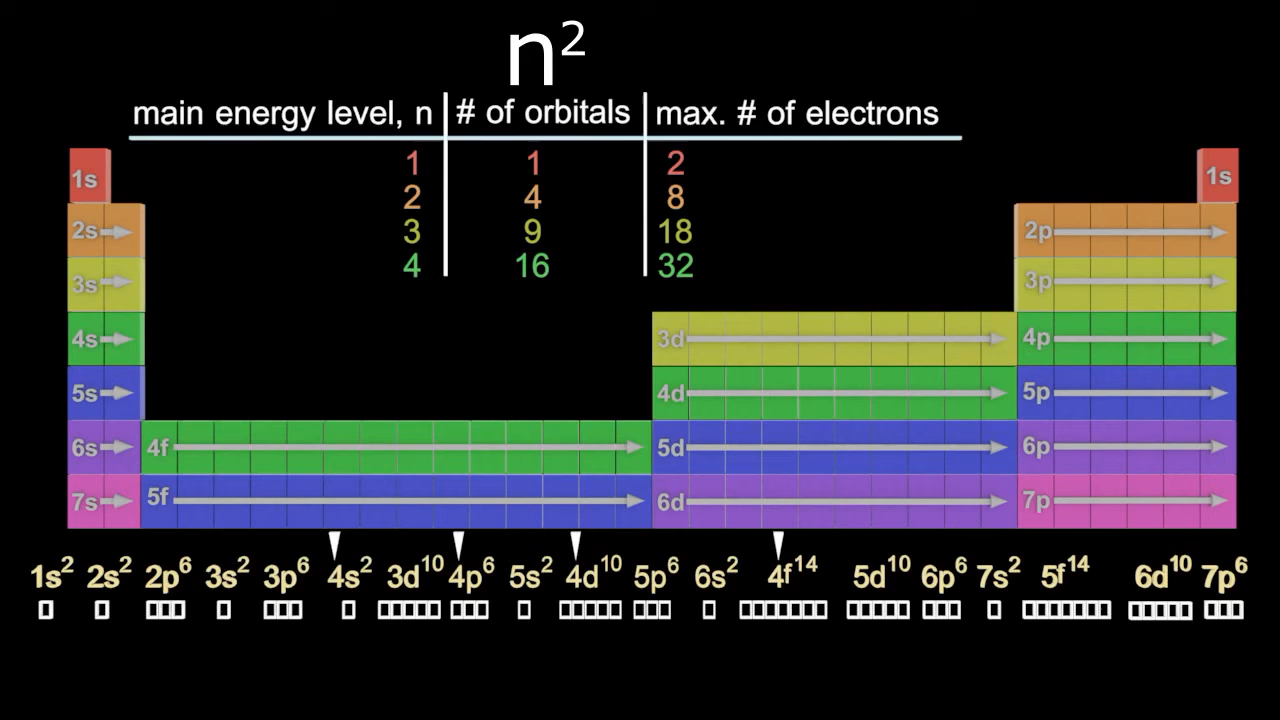 n²
main energy level, n # of orbitals max. # of electrons
1 1 2
2 4 8
3 9 18
4 16 32
1s 1s
2s 2p
3s 3p
4s 3d 4p
5s 4d 5p
6s 4f 5d 6p
7s 5f 6d 7p
1s² 2s² 2p⁶ 3s² 3p⁶ 4s² 3d¹⁰ 4p⁶ 5s² 4d¹⁰ 5p⁶ 6s² 4f¹⁴ 5d¹⁰ 6p⁶ 7s² 5f¹⁴ 6d¹⁰ 7p⁶